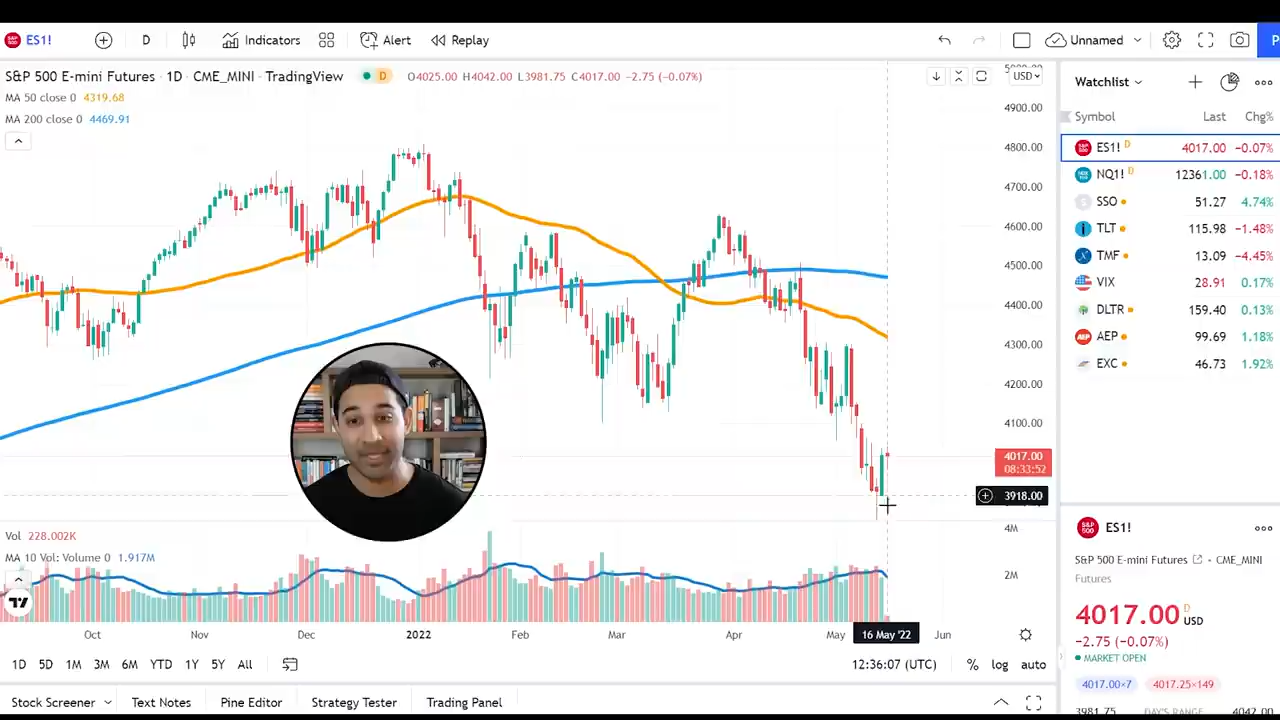 ES1! D Indicators Alert Replay Unnamed P
S&P 500 E-mini Futures · 1D · CME_MINI · TradingView D O4025.00 H4042.00 L3981.75 C4017.00 −2.75 (−0.07%)
MA 50 close 0 4319.68
MA 200 close 0 4469.91
USD
4900.00
4800.00
4700.00
4600.00
4500.00
4400.00
4300.00
4200.00
4100.00
4017.00
08:33:52
3918.00
Vol 228.002K
MA 10 Vol: Volume 0 1.917M
4M
2M
Oct Nov Dec 2022 Feb Mar Apr May 16 May '22 Jun
1D 5D 1M 3M 6M YTD 1Y 5Y All 12:36:07 (UTC) % log auto
Stock Screener Text Notes Pine Editor Strategy Tester Trading Panel
Watchlist
Symbol Last Chg%
ES1! D 4017.00 −0.07%
NQ1! D 12361.00 −0.18%
SSO 51.27 4.74%
TLT 115.98 −1.48%
TMF 13.09 −4.45%
VIX 28.91 0.17%
DLTR 159.40 0.13%
AEP 99.69 1.18%
EXC 46.73 1.92%
ES1!
S&P 500 E-mini Futures · CME_MINI
Futures
4017.00 D USD
−2.75 (−0.07%)
MARKET OPEN
4017.00×7 4017.25×149
3981.75 DAY'S RANGE 4042.00